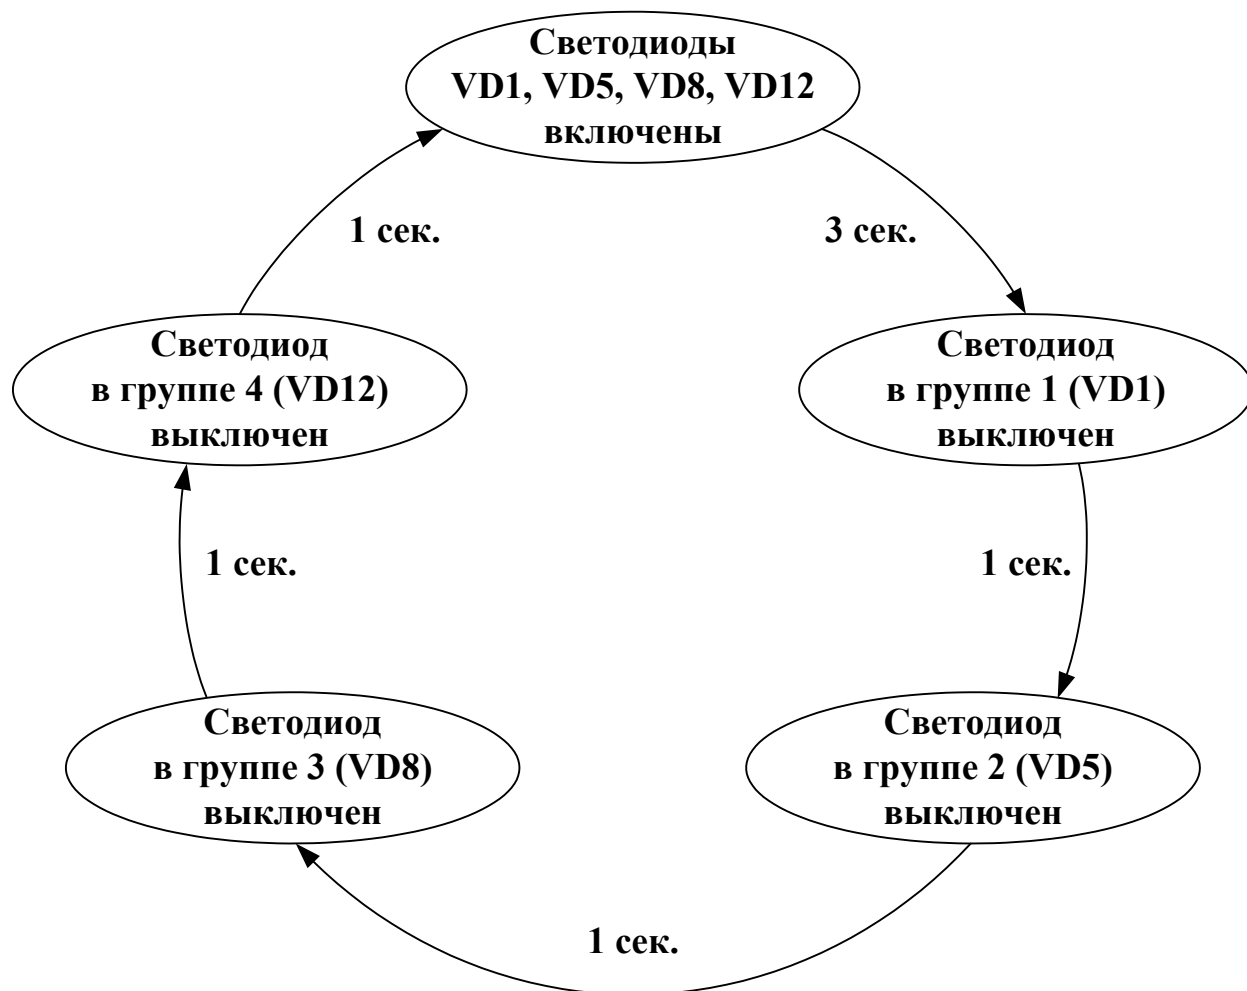 Светодиоды
VD1, VD5, VD8, VD12
включены
1 сек.
3 сек.
Светодиод
в группе 4 (VD12)
выключен
Светодиод
в группе 1 (VD1)
выключен
1 сек.
1 сек.
Светодиод
в группе 3 (VD8)
выключен
Светодиод
в группе 2 (VD5)
выключен
1 сек.